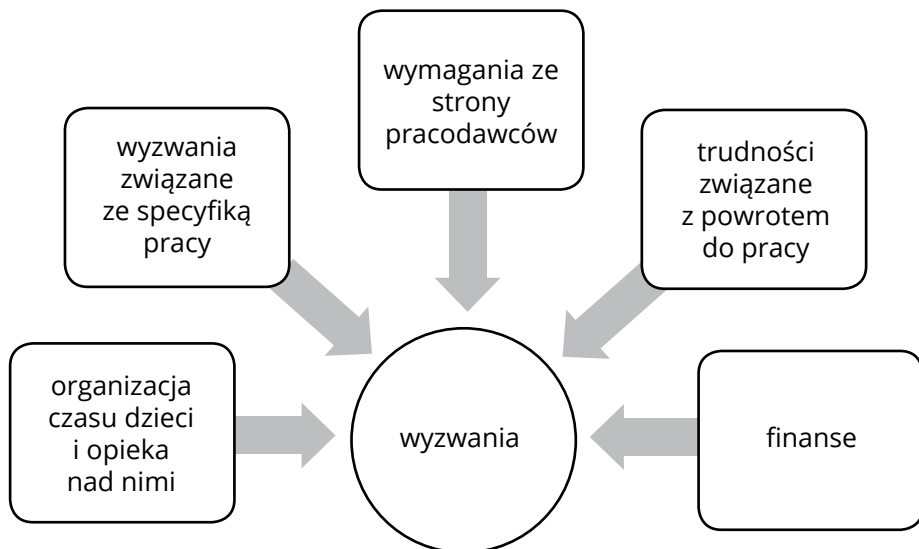 wymagania ze
strony
pracodawców
wyzwania
związane
ze specyfiką
pracy
trudności
związane
z powrotem
do pracy
organizacja
czasu dzieci
i opieka
nad nimi
wyzwania
finanse